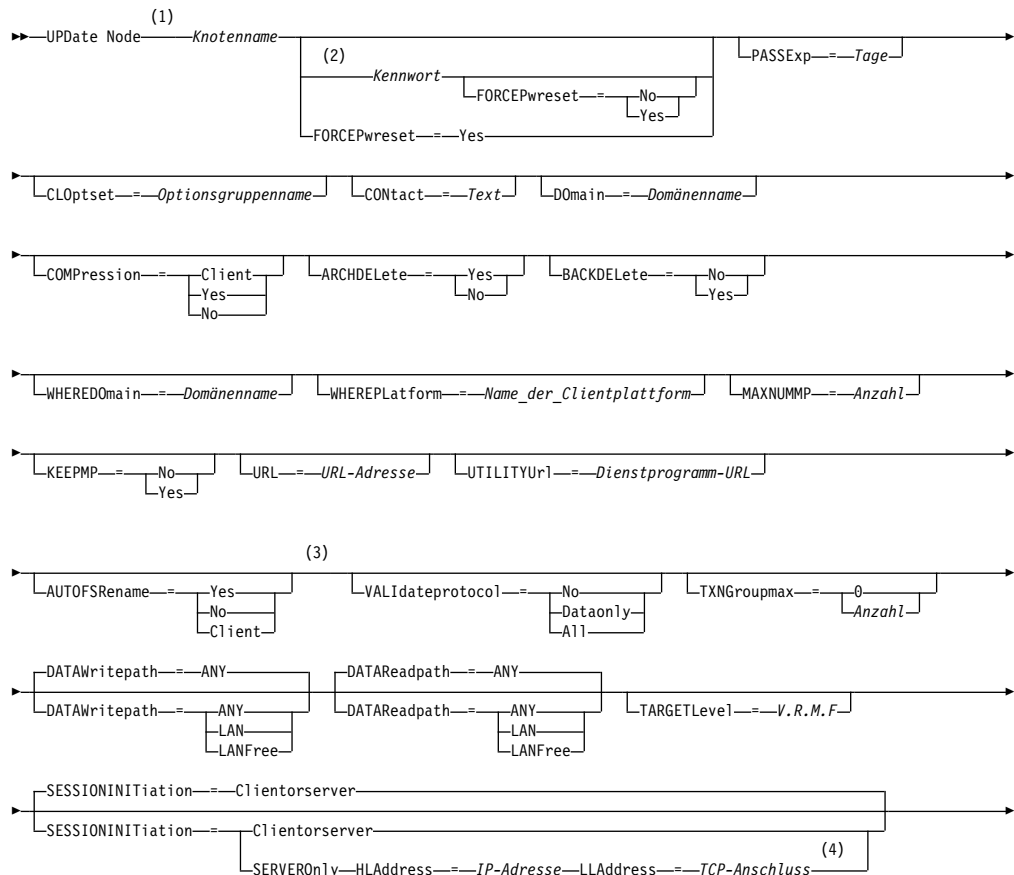 (1)
UPDate Node Knotenname
(2)
Kennwort
FORCEPwreset = No
Yes
FORCEPwreset = Yes
PASSExp = Tage
CLOptset = Optionsgruppenname CONtact = Text DOmain = Domänenname
COMPression = Client ARCHDELete = Yes BACKDELete = No
Yes No Yes
No
WHEREDOmain = Domänenname WHEREPLatform = Name_der_Clientplattform MAXNUMMP = Anzahl
KEEPMP = No URL = URL-Adresse UTILITYUrl = Dienstprogramm-URL
Yes
(3)
AUTOFSRename = Yes VALIdateprotocol = No TXNGroupmax = 0
No Dataonly Anzahl
Client All
DATAWritepath = ANY DATAReadpath = ANY
DATAWritepath = ANY DATAReadpath = ANY TARGETLevel = V.R.M.F
LAN LAN
LANFree LANFree
SESSIONINITiation = Clientorserver
SESSIONINITiation = Clientorserver
(4)
SERVEROnly HLAddress = IP-Adresse LLAddress = TCP-Anschluss